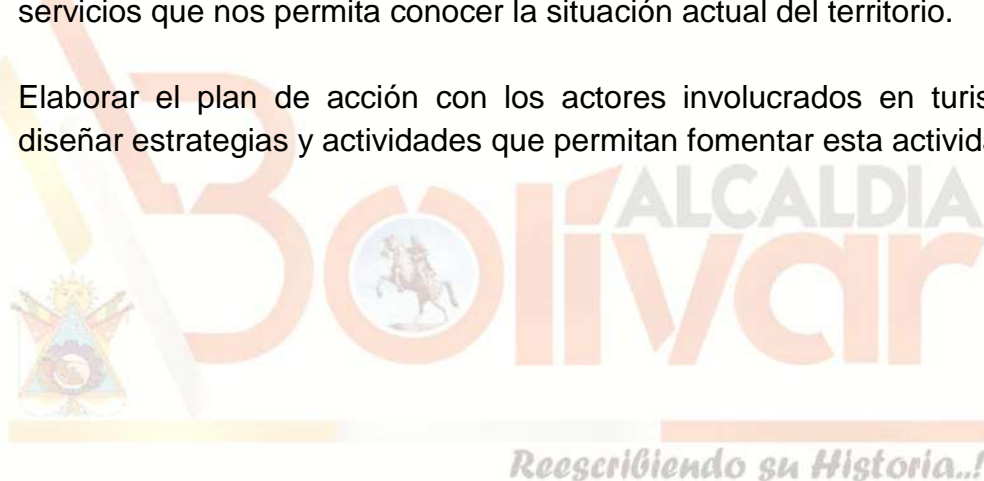 servicios que nos permita conocer la situación actual del territorio.
Elaborar el plan de acción con los actores involucrados en turis
diseñar estrategias y actividades que permitan fomentar esta activida
ALCALDIA
Bolívar
Reescribiendo su Historia..!